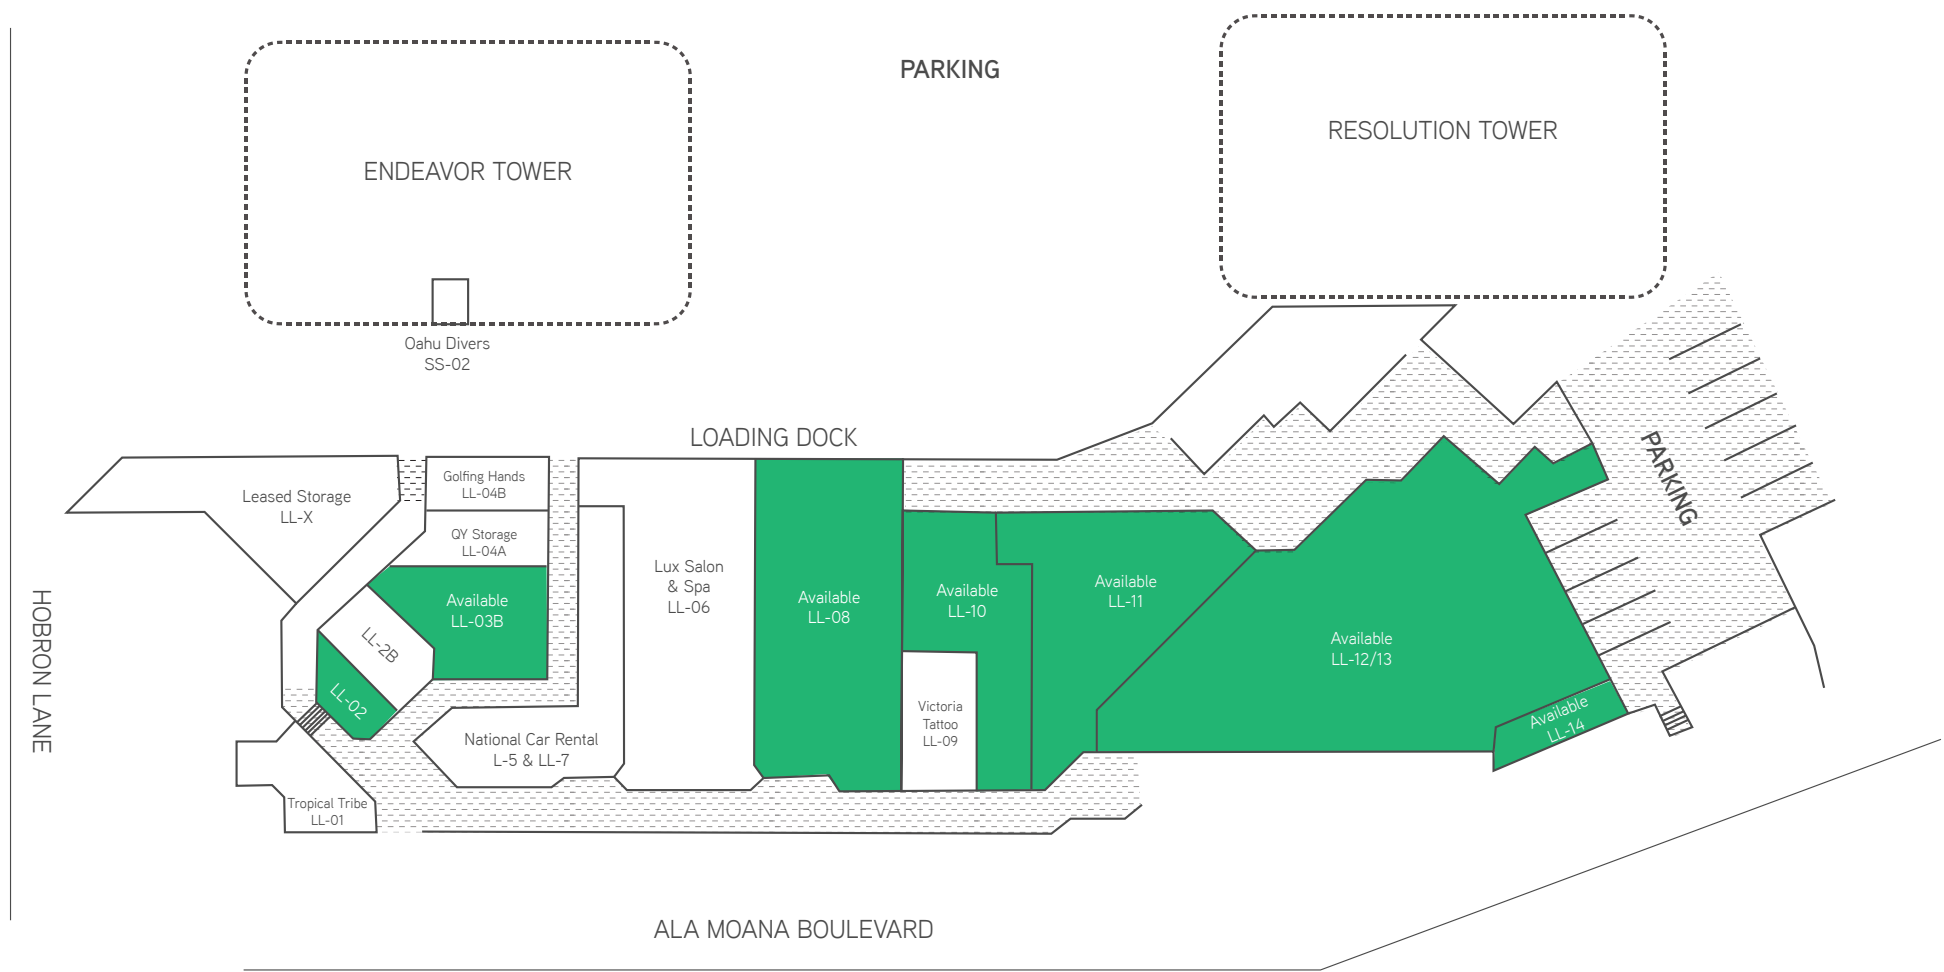 PARKING
RESOLUTION TOWER
ENDEAVOR TOWER
Oahu Divers
SS-02
LOADING DOCK
PARKING
Leased Storage
LL-X
Golfing Hands
LL-04B
QY Storage
LL-04A
Available
LL-03B
LL-2B
LL-02
Lux Salon
& Spa
LL-06
Available
LL-08
Available
LL-10
Available
LL-11
Available
LL-12/13
Available
LL-14
Victoria
Tattoo
LL-09
National Car Rental
L-5 & LL-7
Tropical Tribe
LL-01
HOBRON LANE
ALA MOANA BOULEVARD